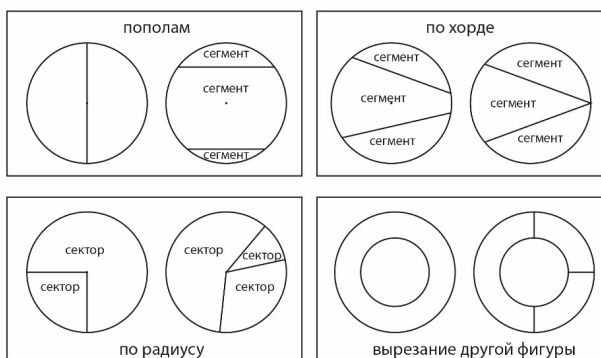 пополам
сегмент
сегмент
сегмент
по хорде
сегмент
сегмент
сегмент
сегмент
сегмент
сегмент
сектор
сектор
сектор
сектор
сектор
по радиусу
вырезание другой фигуры